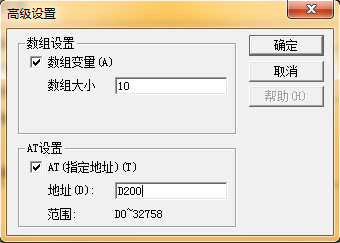 高级设置
数组设置
数组变量(A)
数组大小 10
确定
取消
帮助(H)
AT设置
AT(指定地址)(T)
地址(D): D200
范围: D0~32758